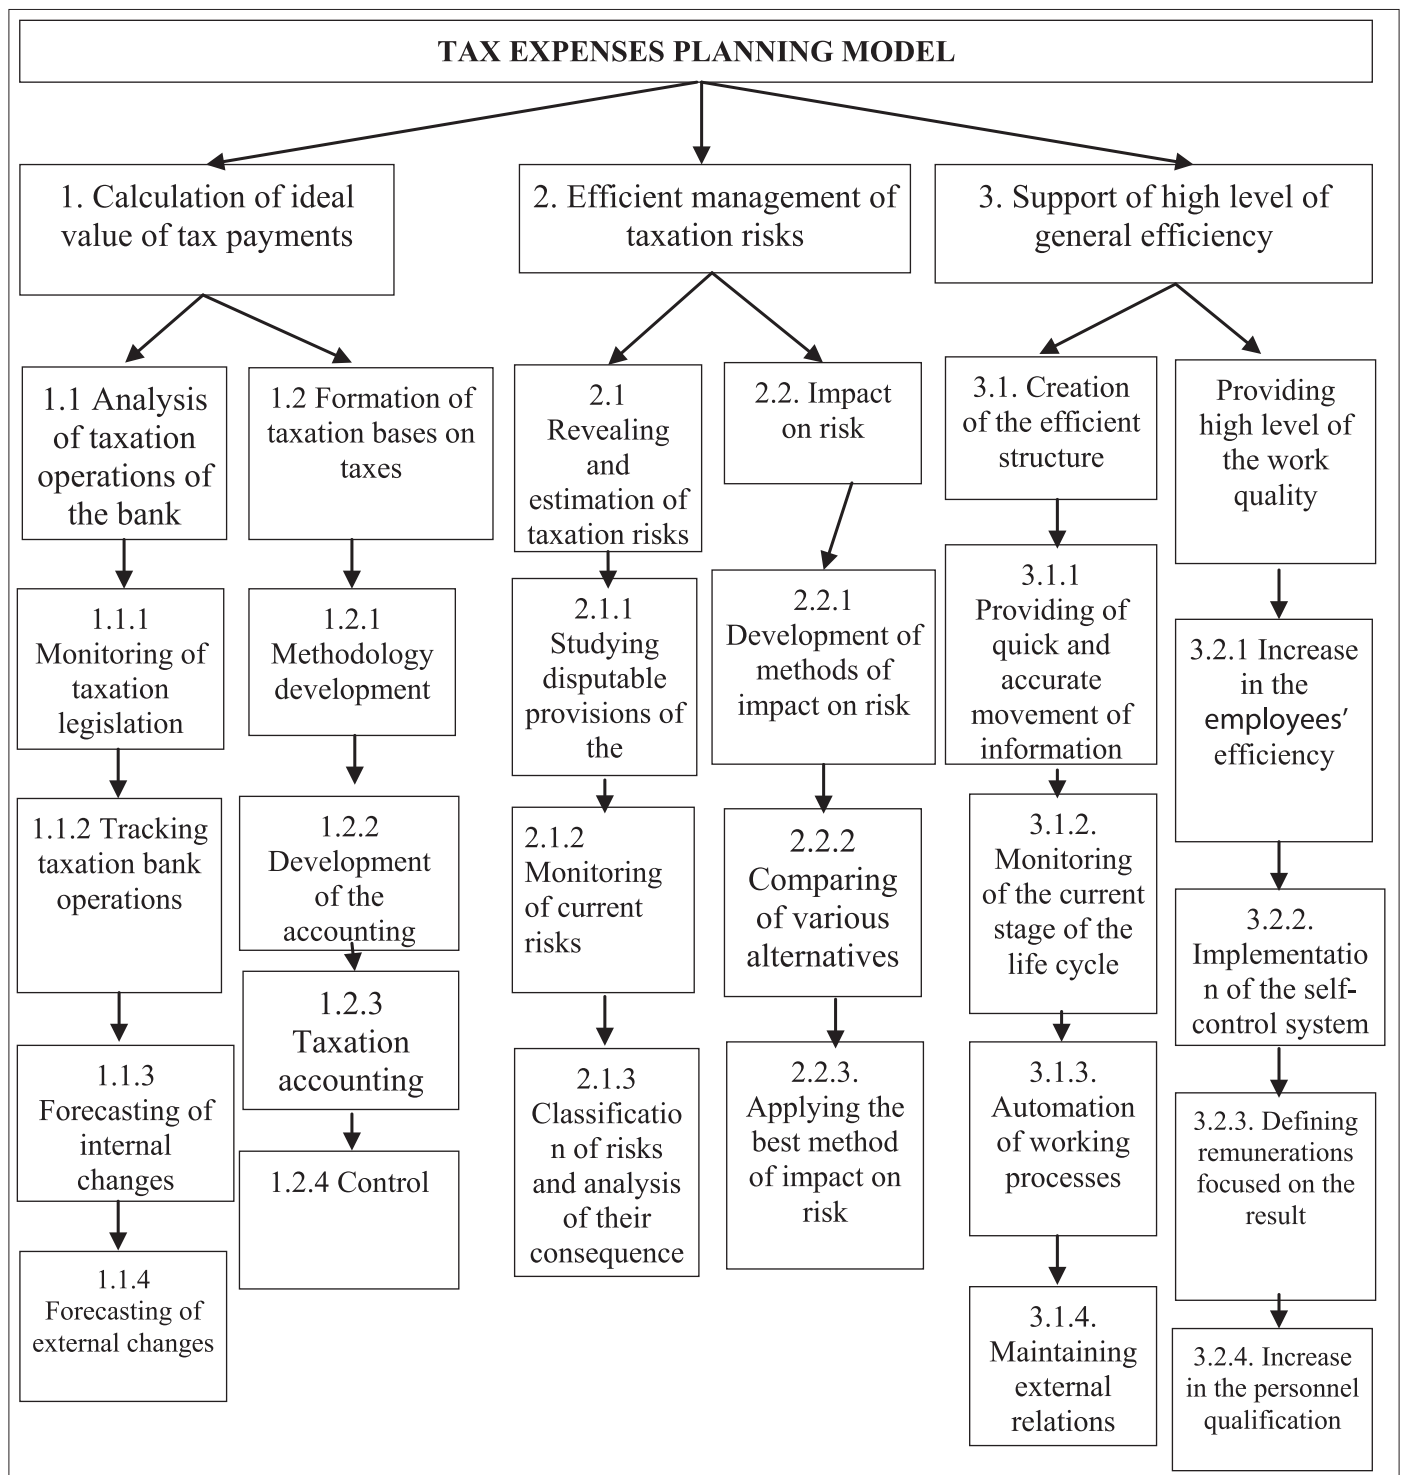 TAX EXPENSES PLANNING MODEL
1. Calculation of ideal
value of tax payments
2. Efficient management of
taxation risks
3. Support of high level of
general efficiency
1.1 Analysis
of taxation
operations of
the bank
1.2 Formation of
taxation bases on
taxes
2.1
Revealing
and
estimation of
taxation risks
2.2. Impact
on risk
3.1. Creation
of the efficient
structure
Providing
high level of
the work
quality
1.1.1
Monitoring of
taxation
legislation
1.2.1
Methodology
development
2.1.1
Studying
disputable
provisions of
the
2.2.1
Development of
methods of
impact on risk
3.1.1
Providing of
quick and
accurate
movement of
information
3.2.1 Increase
in the
employees’
efficiency
1.1.2 Tracking
taxation bank
operations
1.2.2
Development
of the
accounting
2.1.2
Monitoring
of current
risks
2.2.2
Comparing
of various
alternatives
3.1.2.
Monitoring
of the current
stage of the
life cycle
3.2.2.
Implementatio
n of the self-
control system
1.1.3
Forecasting of
internal
changes
1.2.3
Taxation
accounting
2.1.3
Classificatio
n of risks
and analysis
of their
consequence
2.2.3.
Applying the
best method
of impact on
risk
3.1.3.
Automation
of working
processes
3.2.3. Defining
remunerations
focused on the
result
1.1.4
Forecasting of
external changes
1.2.4 Control
3.1.4.
Maintaining
external
relations
3.2.4. Increase
in the personnel
qualification